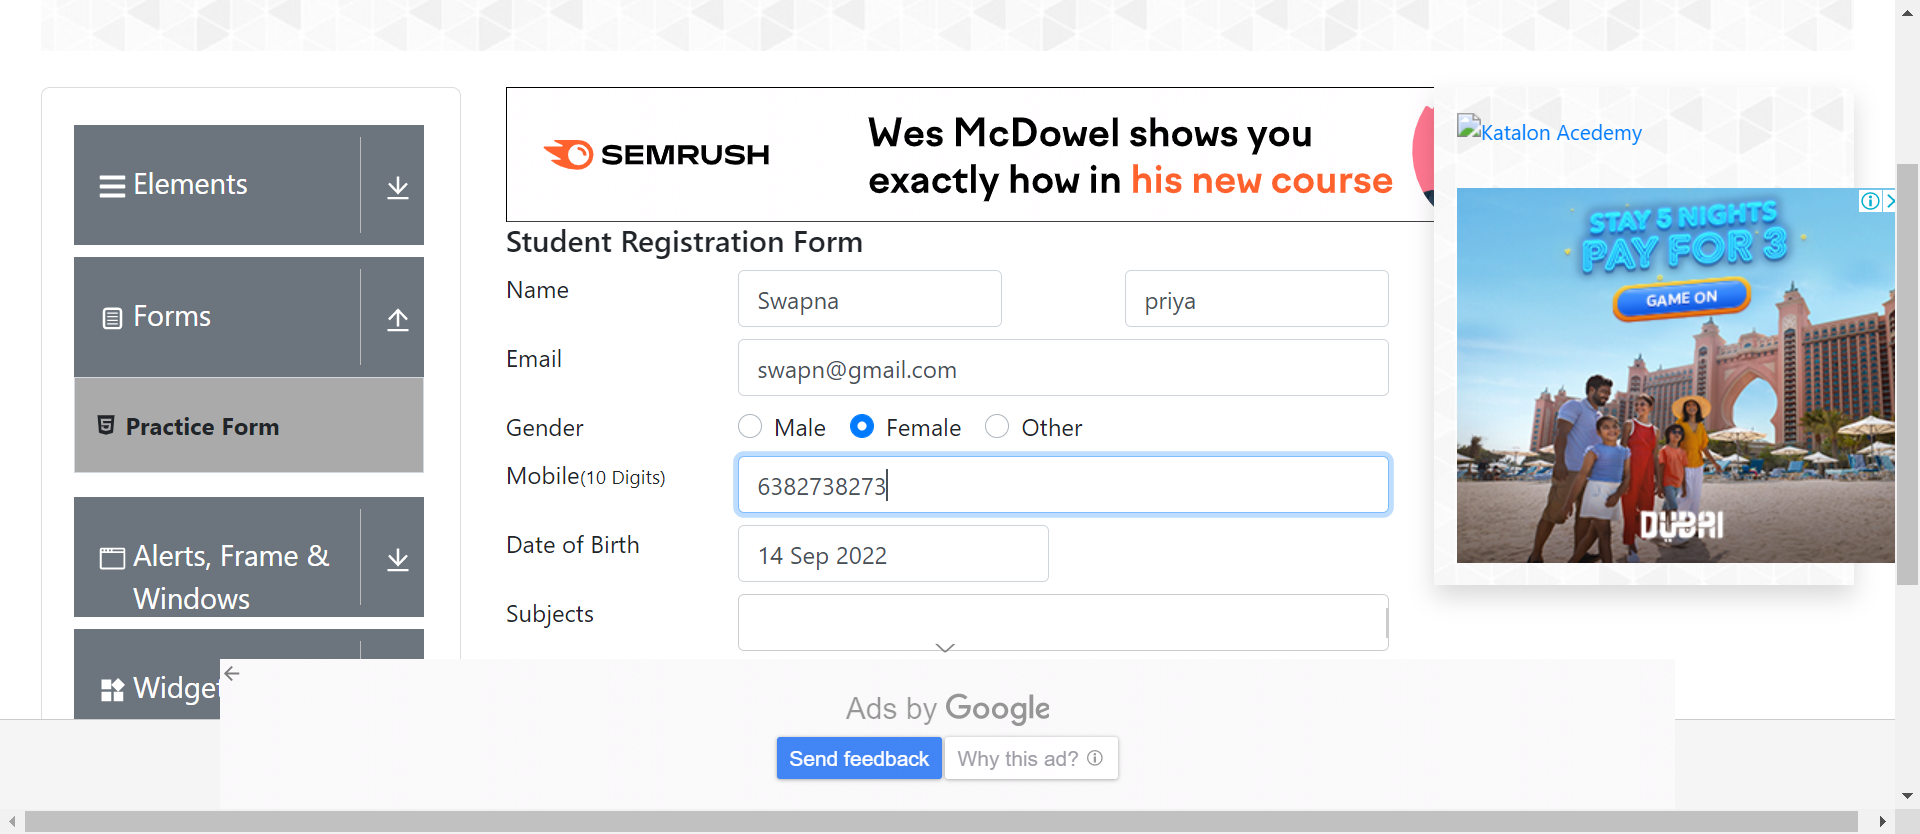 Elements
Forms
Practice Form
Alerts, Frame &
Windows
Widget
SEMRUSH
Wes McDowel shows you
exactly how in his new course
Student Registration Form
Name
Swapna
priya
Email
swapn@gmail.com
Gender
Male
Female
Other
Mobile(10 Digits)
6382738273
Date of Birth
14 Sep 2022
Subjects
Katalon Acedemy
STAY 5 NIGHTS
PAY FOR 3
GAME ON
DUBAI
Ads by Google
Send feedback
Why this ad?